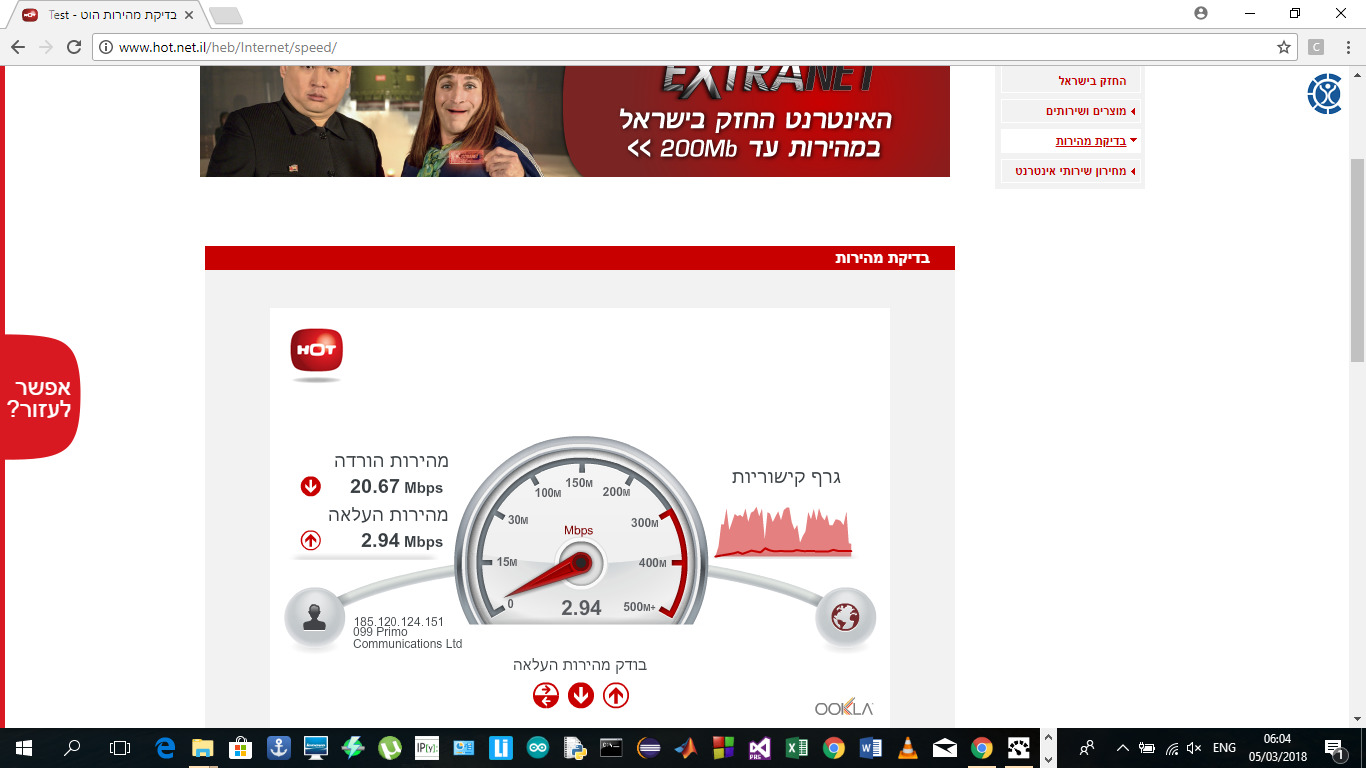 בדיקת מהירות הוט - Test
www.hot.net.il/heb/Internet/speed/
C
EXTRANET
האינטרנט החזק בישראל
במהירות עד 200Mb >>
החזק בישראל
מוצרים ושירותים
בדיקת מהירות
מחירון שירותי אינטרנט
בדיקת מהירות
HOT
אפשר
לעזור?
מהירות הורדה
20.67 Mbps
מהירות העלאה
2.94 Mbps
185.120.124.151
099 Primo
Communications Ltd
0
15M
30M
100M
150M
200M
300M
400M
500M+
Mbps
2.94
גרף קישוריות
בודק מהירות העלאה
OOKLA
ENG
06:04
05/03/2018
1